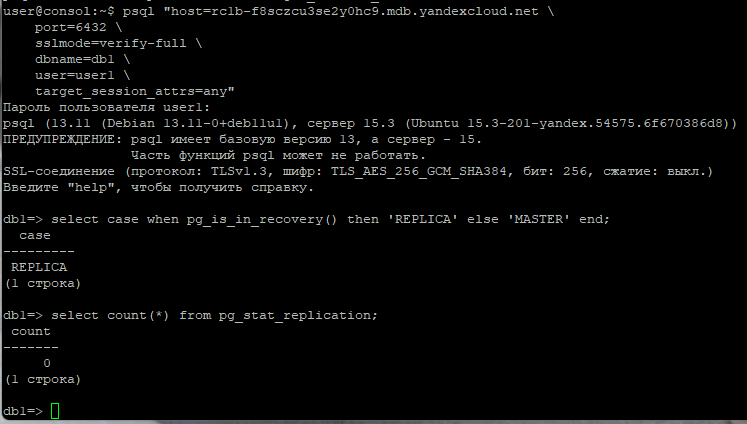 user@consol:~$ psql "host=rc1b-f8sczcu3se2y0hc9.mdb.yandexcloud.net \
    port=6432 \
    sslmode=verify-full \
    dbname=db1 \
    user=user1 \
    target_session_attrs=any"
Пароль пользователя user1:
psql (13.11 (Debian 13.11-0+deb11u1), сервер 15.3 (Ubuntu 15.3-201-yandex.54575.6f670386d8))
ПРЕДУПРЕЖДЕНИЕ: psql имеет базовую версию 13, а сервер - 15.
                Часть функций psql может не работать.
SSL-соединение (протокол: TLSv1.3, шифр: TLS_AES_256_GCM_SHA384, бит: 256, сжатие: выкл.)
Введите "help", чтобы получить справку.

db1=> select case when pg_is_in_recovery() then 'REPLICA' else 'MASTER' end;
  case
---------
 REPLICA
(1 строка)

db1=> select count(*) from pg_stat_replication;
 count
-------
     0
(1 строка)

db1=>